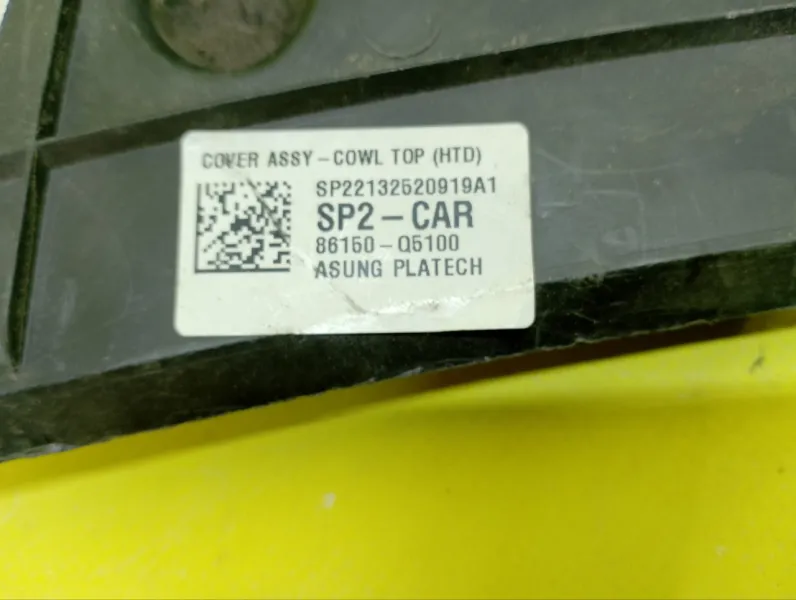 COVER ASSY-COWL TOP (HTD)
SP22132520919A1
SP2-CAR
86150-Q5100
ASUNG PLATECH